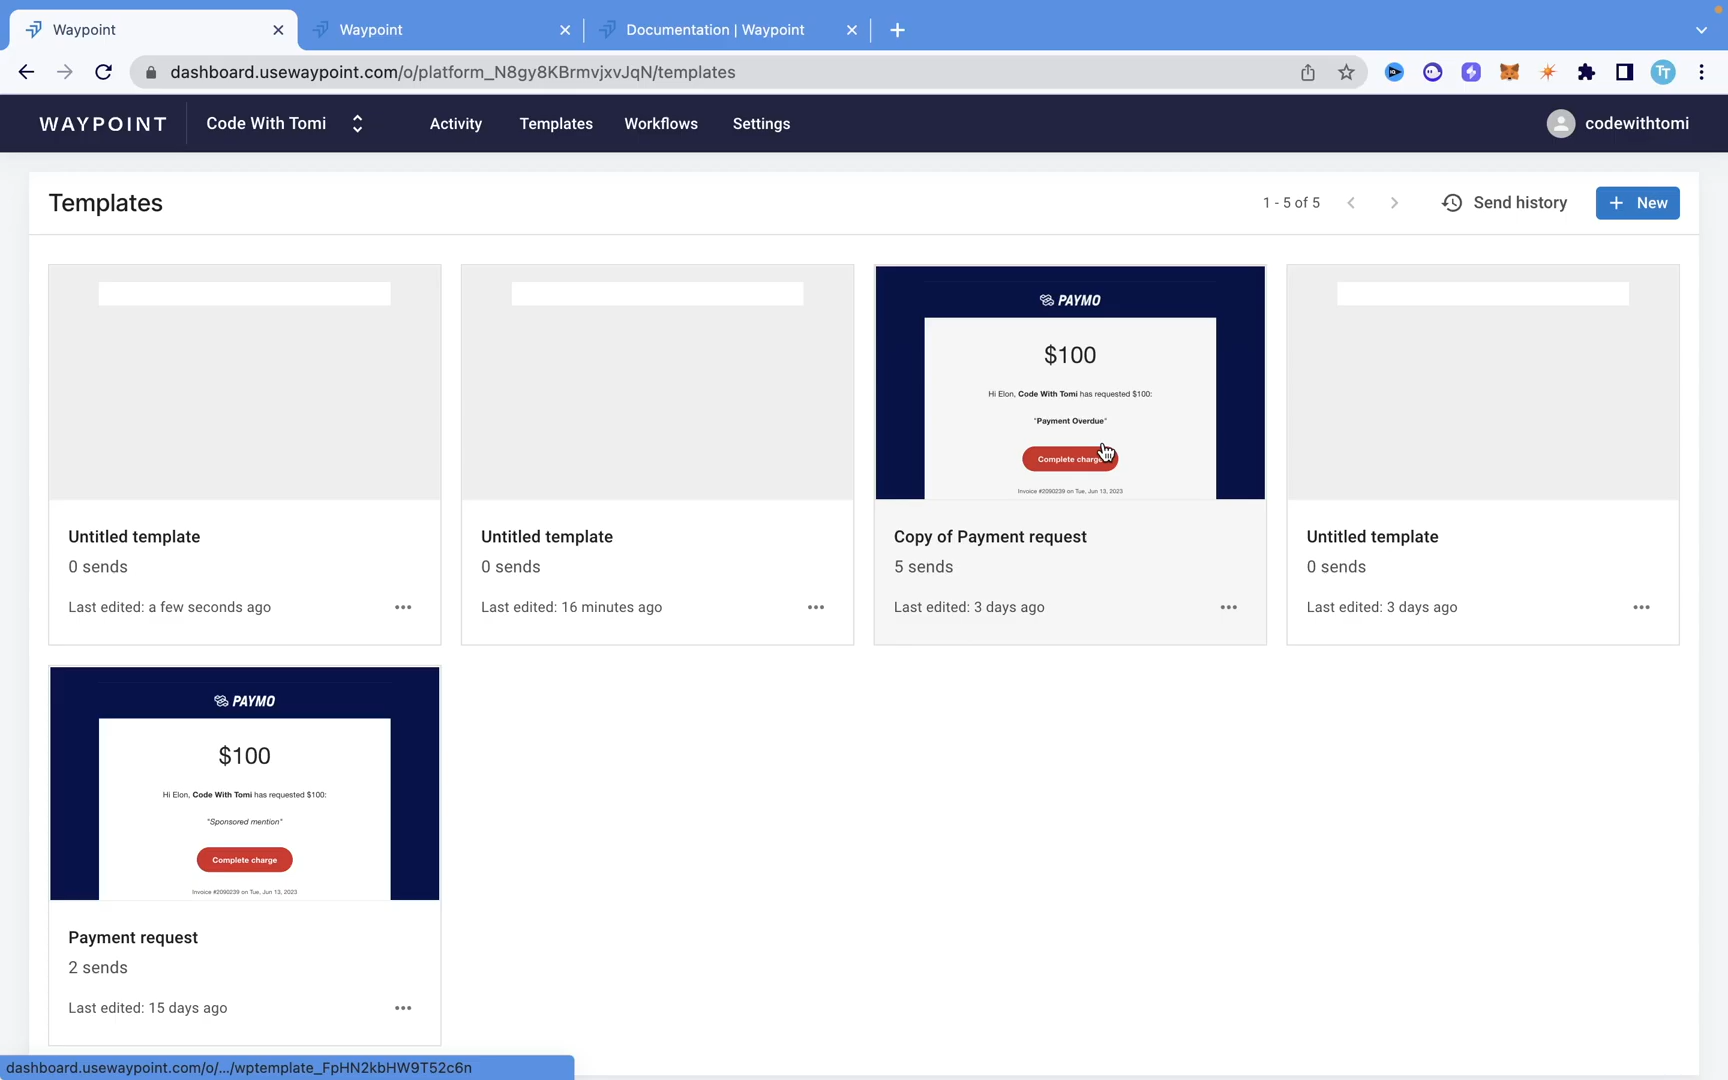 Waypoint
Waypoint
Documentation | Waypoint
dashboard.usewaypoint.com/o/platform_N8gy8KBrmvjxvJqN/templates
TT
WAYPOINT
Code With Tomi
Activity
Templates
Workflows
Settings
codewithtomi
Templates
1 - 5 of 5
Send history
+ New
PAYMO
$100
Hi Elon, Code With Tomi has requested $100:
"Payment Overdue"
Complete charge
Invoice #2090239 on Tue, Jun 13, 2023
Untitled template
0 sends
Last edited: a few seconds ago
Untitled template
0 sends
Last edited: 16 minutes ago
Copy of Payment request
5 sends
Last edited: 3 days ago
Untitled template
0 sends
Last edited: 3 days ago
PAYMO
$100
Hi Elon, Code With Tomi has requested $100:
"Sponsored mention"
Complete charge
Invoice #2090239 on Tue, Jun 13, 2023
Payment request
2 sends
Last edited: 15 days ago
dashboard.usewaypoint.com/o/.../wptemplate_FpHN2kbHW9T52c6n